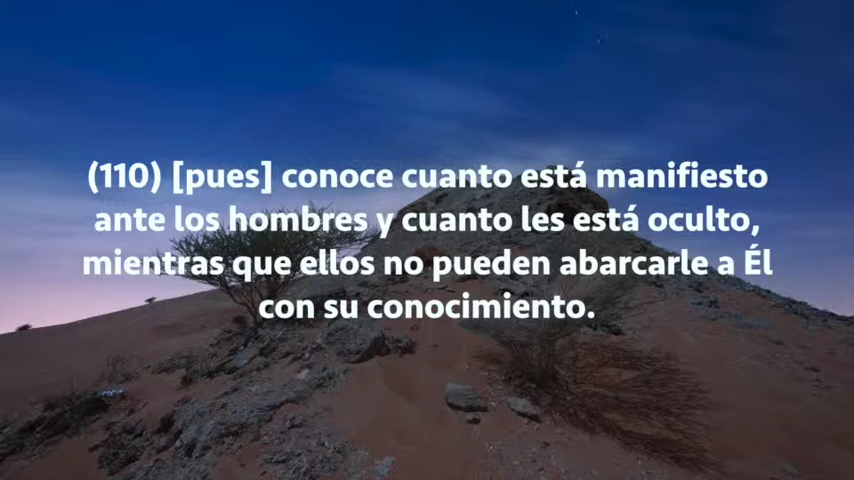 (110) [pues] conoce cuanto está manifiesto
ante los hombres y cuanto les está oculto,
mientras que ellos no pueden abarcarle a Él
con su conocimiento.